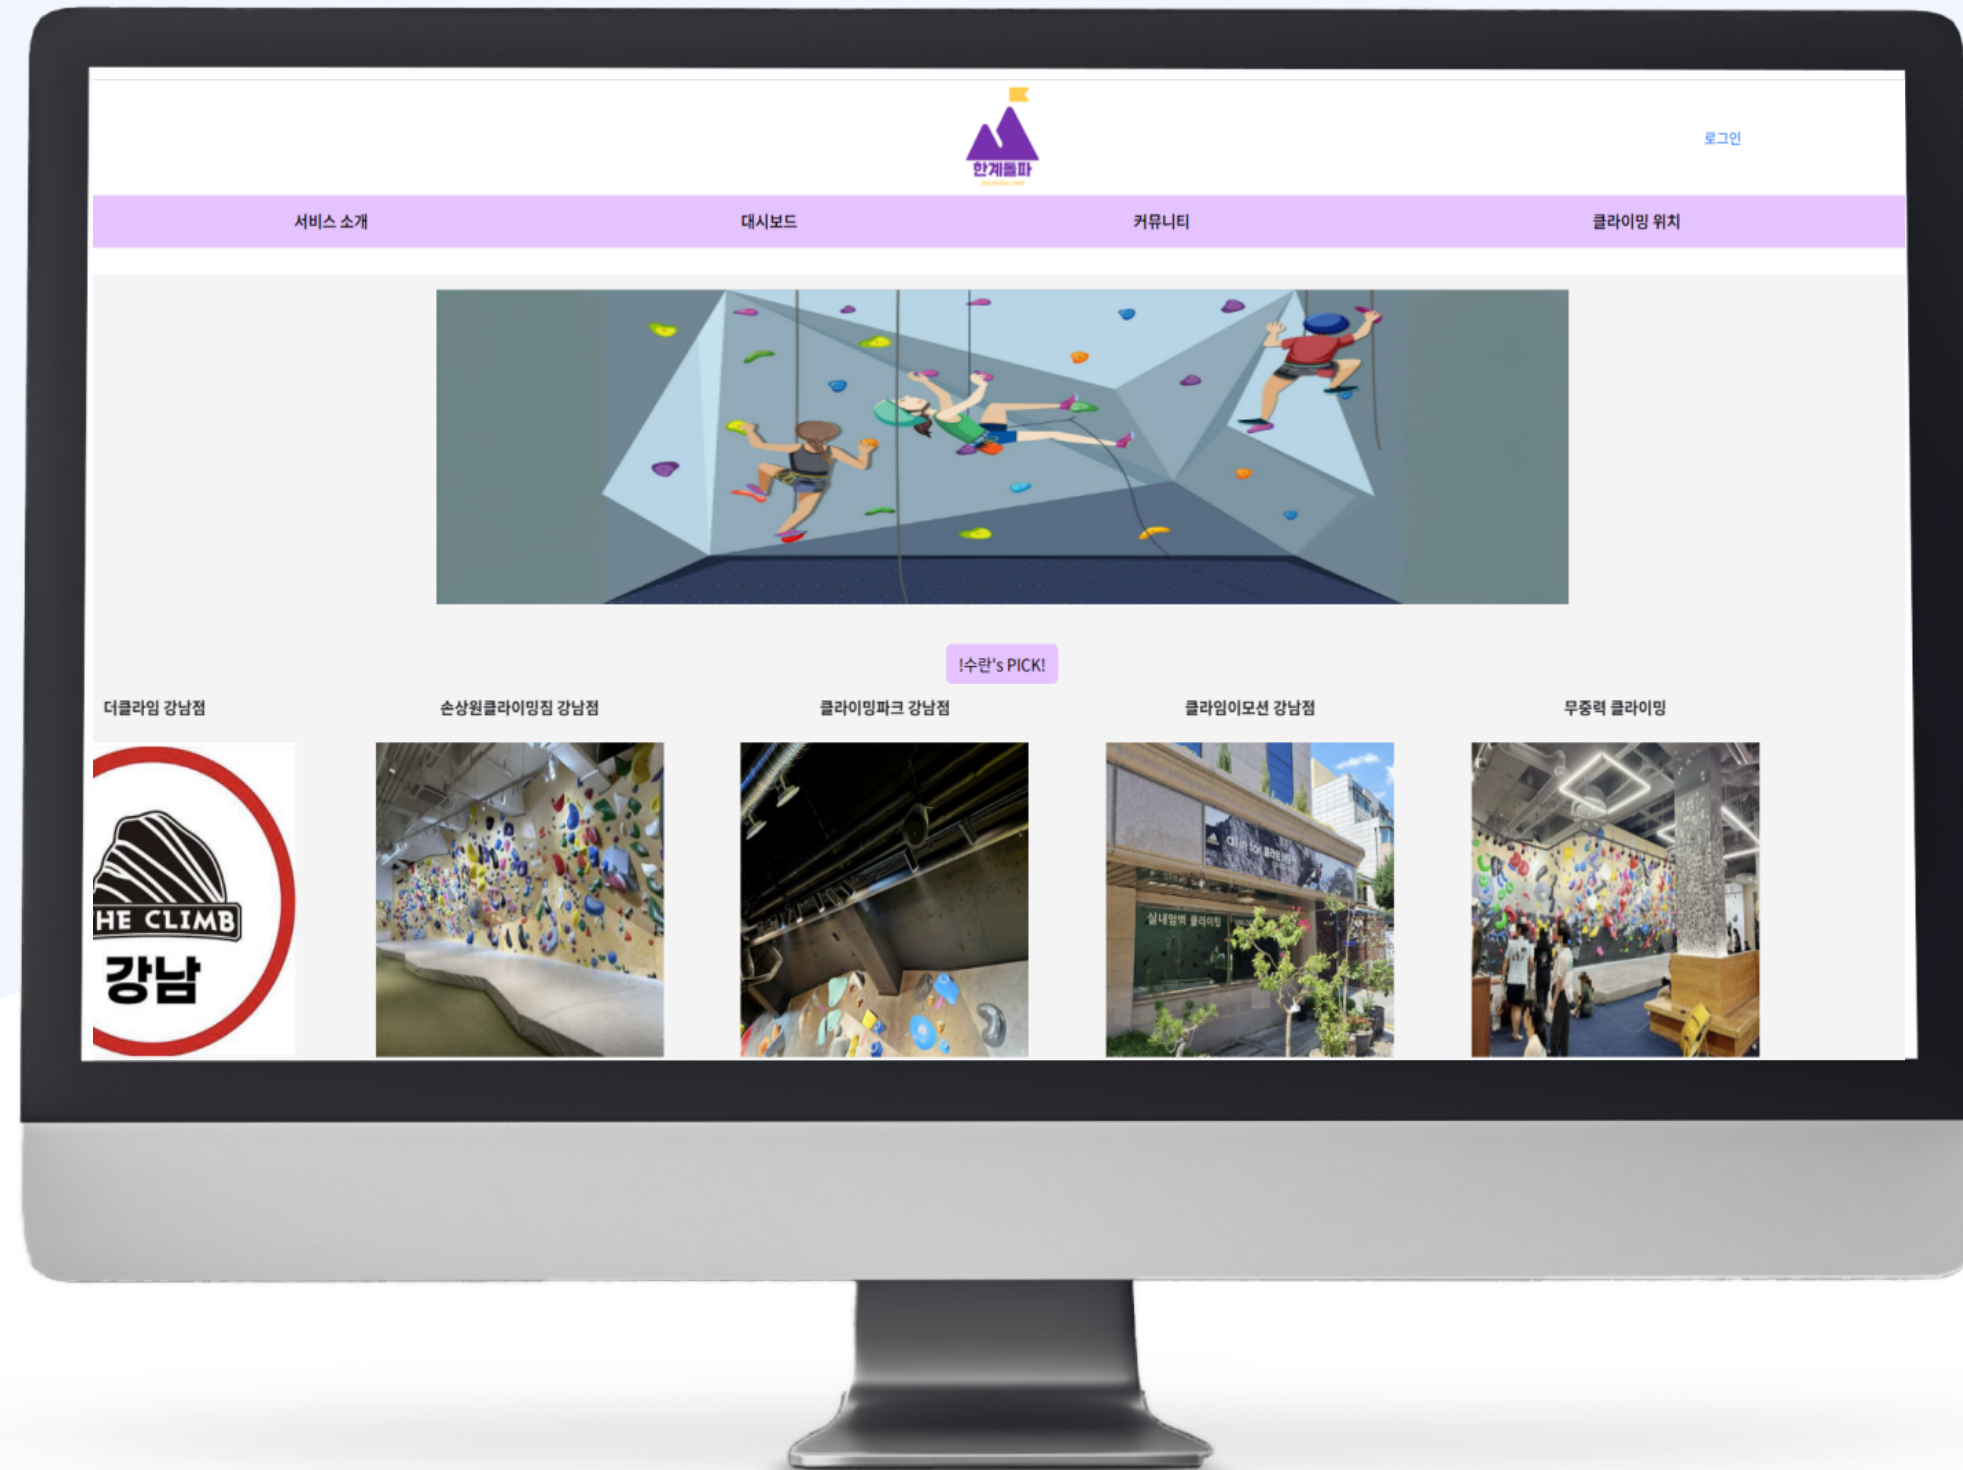 한계돌파
로그인
서비스 소개
대시보드
커뮤니티
클라이밍 위치
!수란's PICK!
더클라임 강남점
손상원클라이밍짐 강남점
클라이밍파크 강남점
클라임이모션 강남점
무중력 클라이밍
HE CLIMB
강남
all in for
실내암벽 클라이밍